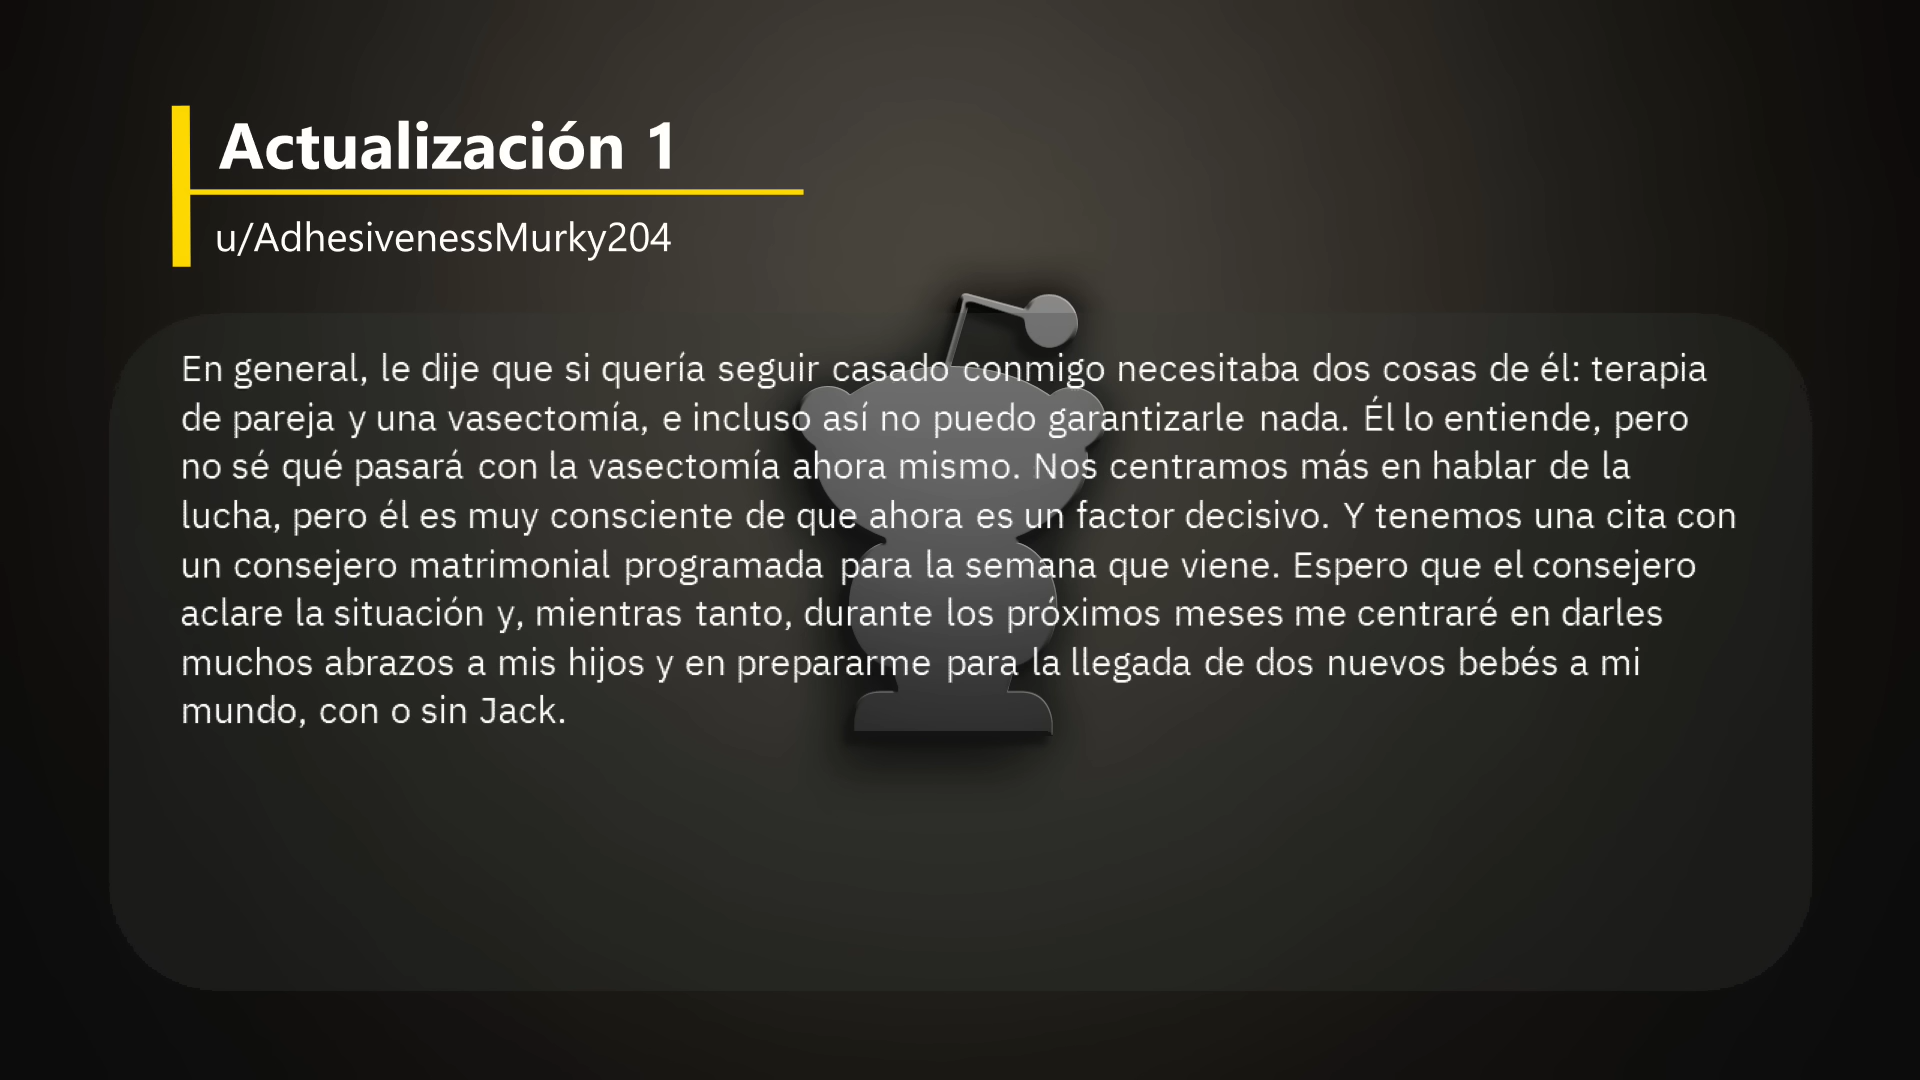 Actualización 1
u/AdhesivenessMurky204
En general, le dije que si quería seguir casado conmigo necesitaba dos cosas de él: terapia
de pareja y una vasectomía, e incluso así no puedo garantizarle nada. Él lo entiende, pero
no sé qué pasará con la vasectomía ahora mismo. Nos centramos más en hablar de la
lucha, pero él es muy consciente de que ahora es un factor decisivo. Y tenemos una cita con
un consejero matrimonial programada para la semana que viene. Espero que el consejero
aclare la situación y, mientras tanto, durante los próximos meses me centraré en darles
muchos abrazos a mis hijos y en prepararme para la llegada de dos nuevos bebés a mi
mundo, con o sin Jack.